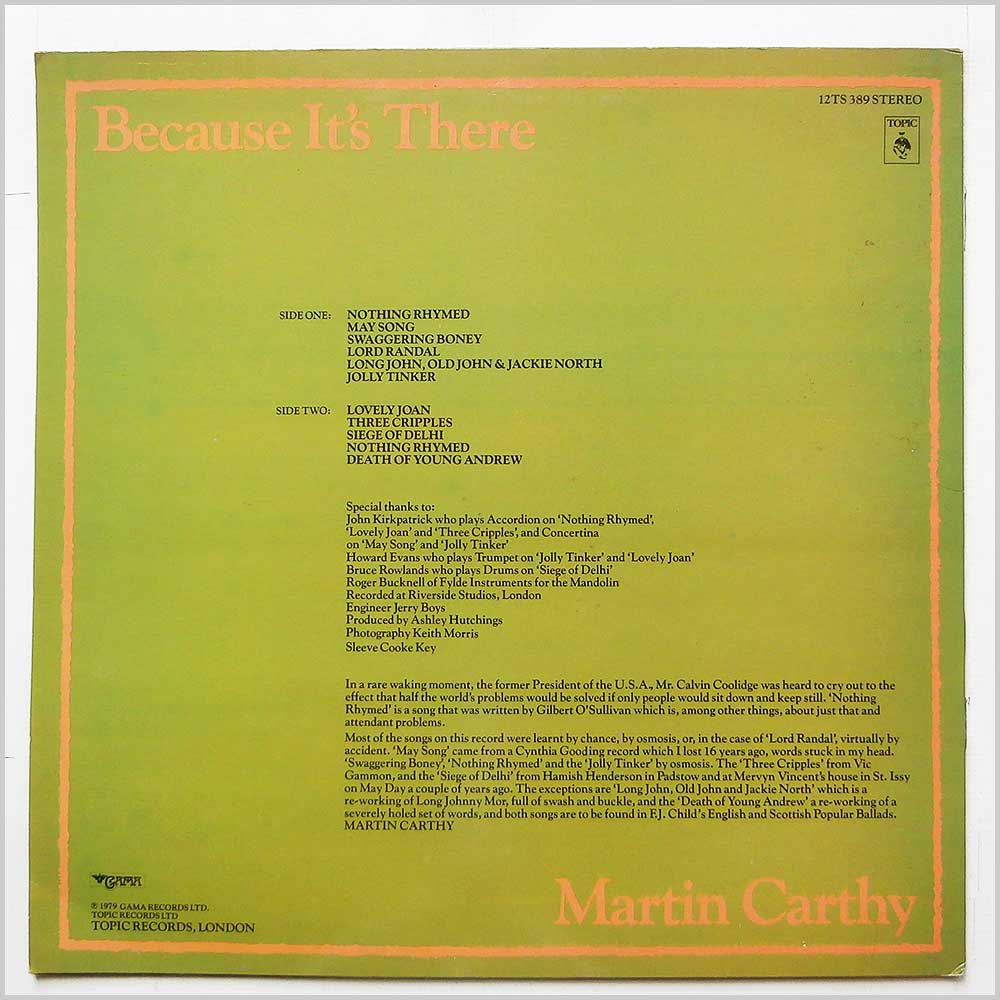 Because It's There
12TS 389 STEREO
TOPIC
SIDE ONE: NOTHING RHYMED
MAY SONG
SWAGGERING BONEY
LORD RANDAL
LONG JOHN, OLD JOHN & JACKIE NORTH
JOLLY TINKER
SIDE TWO: LOVELY JOAN
THREE CRIPPLES
SIEGE OF DELHI
NOTHING RHYMED
DEATH OF YOUNG ANDREW
Special thanks to:
John Kirkpatrick who plays Accordion on ‘Nothing Rhymed’,
‘Lovely Joan’ and ‘Three Cripples’, and Concertina
on ‘May Song’ and ‘Jolly Tinker’
Howard Evans who plays Trumpet on ‘Jolly Tinker’ and ‘Lovely Joan’
Bruce Rowlands who plays Drums on ‘Siege of Delhi’
Roger Bucknell of Fylde Instruments for the Mandolin
Recorded at Riverside Studios, London
Engineer Jerry Boys
Produced by Ashley Hutchings
Photography Keith Morris
Sleeve Cooke Key
In a rare waking moment, the former President of the U.S.A., Mr. Calvin Coolidge was heard to cry out to the
effect that half the world's problems would be solved if only people would sit down and keep still. ‘Nothing
Rhymed’ is a song that was written by Gilbert O'Sullivan which is, among other things, about just that and
attendant problems.
Most of the songs on this record were learnt by chance, by osmosis, or, in the case of ‘Lord Randal’, virtually by
accident. ‘May Song’ came from a Cynthia Gooding record which I lost 16 years ago, words stuck in my head.
‘Swaggering Boney’, ‘Nothing Rhymed’ and the ‘Jolly Tinker’ by osmosis. The ‘Three Cripples’ from Vic
Gammon, and the ‘Siege of Delhi’ from Hamish Henderson in Padstow and at Mervyn Vincent's house in St. Issy
on May Day a couple of years ago. The exceptions are ‘Long John, Old John and Jackie North’ which is a
re-working of Long Johnny Mor, full of swash and buckle, and the ‘Death of Young Andrew’ a re-working of a
severely holed set of words, and both songs are to be found in F.J. Child's English and Scottish Popular Ballads.
MARTIN CARTHY
GAMA
℗ 1979 GAMA RECORDS LTD.
TOPIC RECORDS LTD
TOPIC RECORDS, LONDON
Martin Carthy